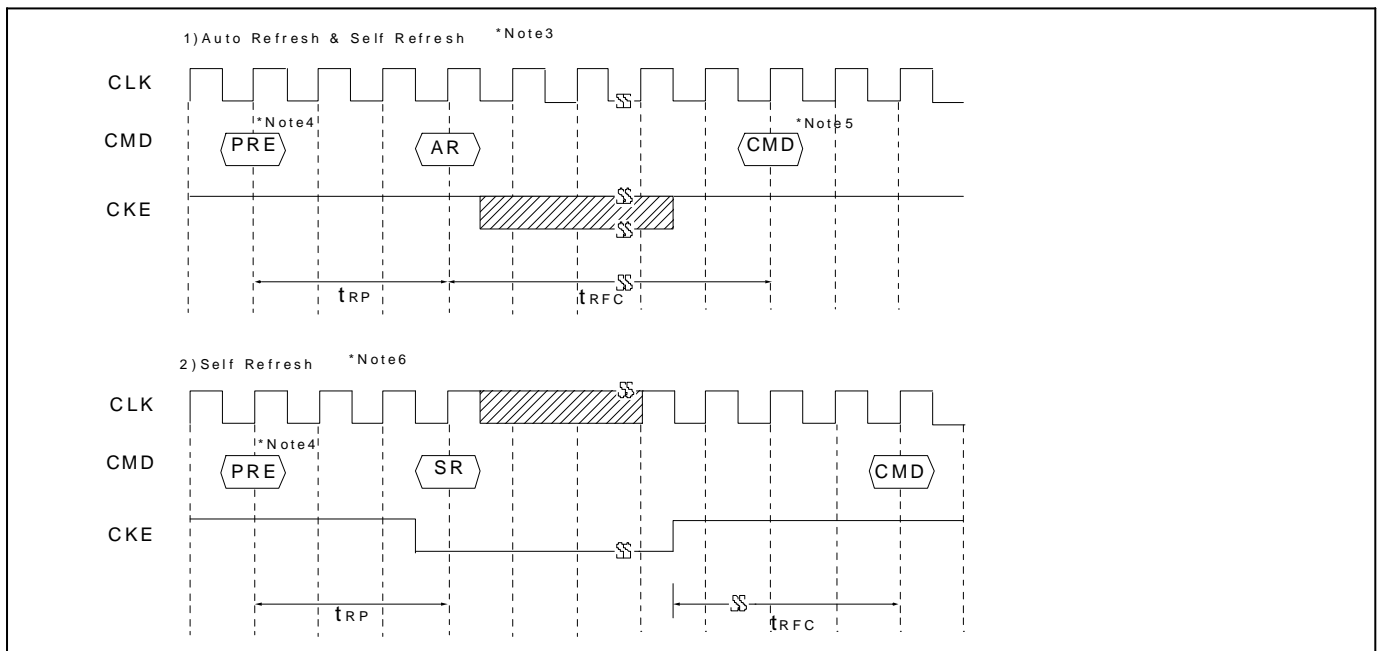 1)Auto Refresh & Self Refresh *Note3
CLK
*Note4 *Note5
CMD PRE AR CMD
CKE
tRP tRFC
2)Self Refresh *Note6
CLK
*Note4
CMD PRE SR CMD
CKE
tRP tRFC